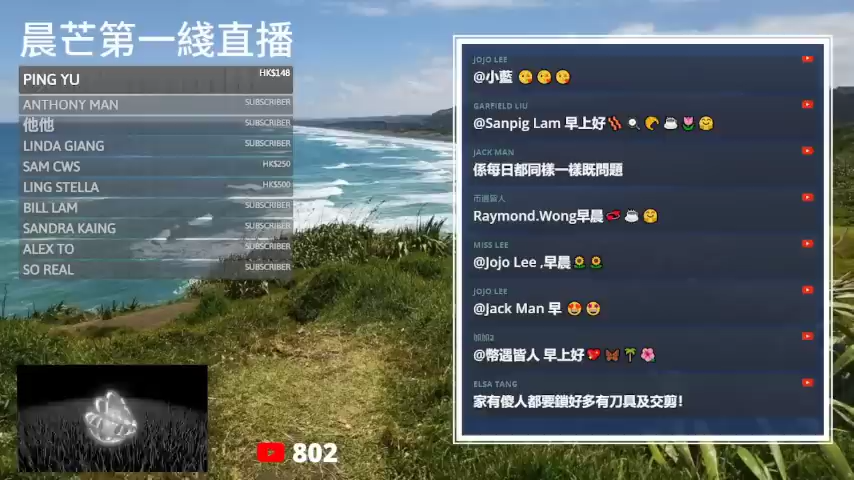 晨芒第一綫直播
PING YU HK$148
ANTHONY MAN SUBSCRIBER
他他 SUBSCRIBER
LINDA GIANG SUBSCRIBER
SAM CWS HK$250
LING STELLA HK$500
BILL LAM SUBSCRIBER
SANDRA KAING SUBSCRIBER
ALEX TO SUBSCRIBER
SO REAL SUBSCRIBER
802
JOJO LEE
@小藍 😋😋😋
GARFIELD LIU
@Sanpig Lam 早上好🥓🍳🥐☕🌷🤗
JACK MAN
係每日都同樣一樣既問題
Raymond.Wong早晨💋☕🤗
MISS LEE
@Jojo Lee ,早晨🌻🌻
JOJO LEE
@Jack Man 早 😍😍
加加2
@幣遇皆人 早上好💖🦋🌴🌺
ELSA TANG
家有傻人都要鎖好多有刀具及交剪！